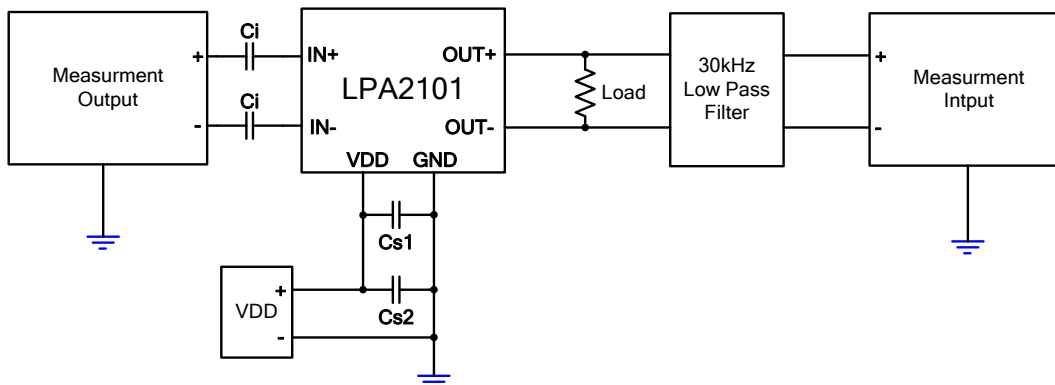 Measurment
Output
+
-
Ci
Ci
IN+
IN-
LPA2101
OUT+
OUT-
VDD
GND
Load
30kHz
Low Pass
Filter
+
-
Measurment
Intput
Cs1
Cs2
VDD
+
-